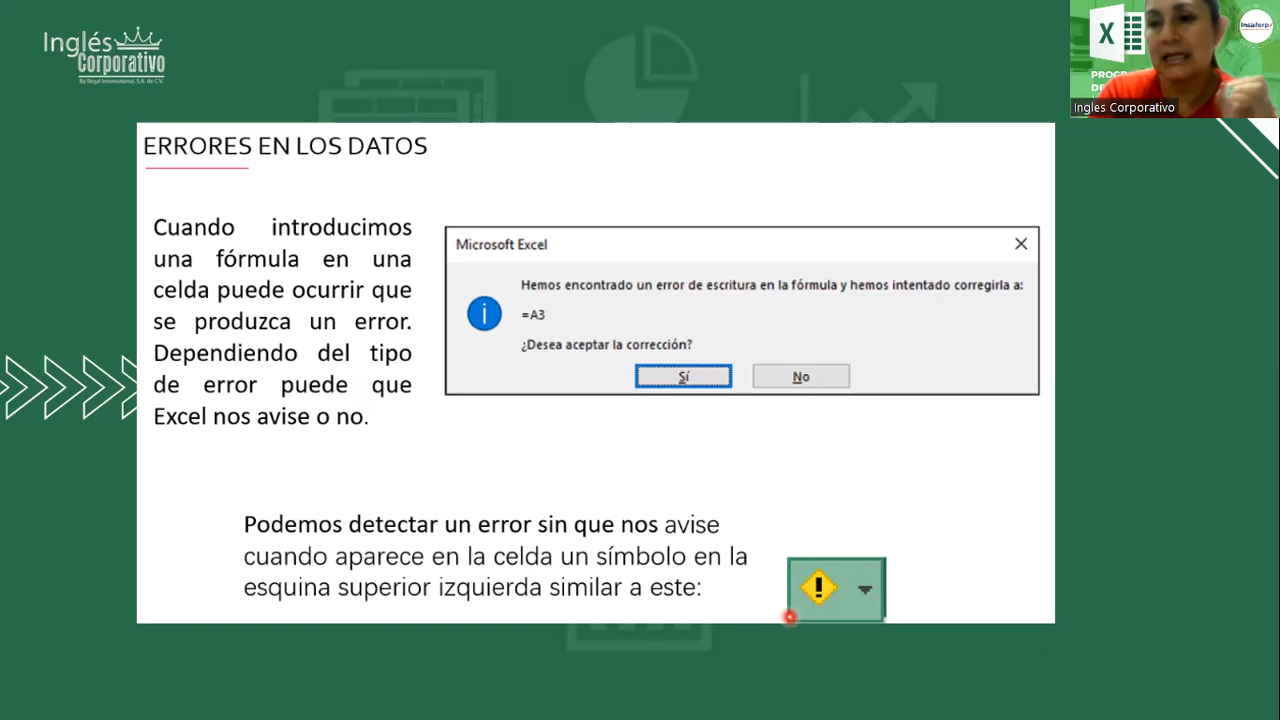 Inglés
Corporativo
By Regal International, S.A. de C.V.
X
Insaforp
PROG
DE
Ingles Corporativo
ERRORES EN LOS DATOS
Cuando introducimos
una fórmula en una
celda puede ocurrir que
se produzca un error.
Dependiendo del tipo
de error puede que
Excel nos avise o no.
Microsoft Excel
Hemos encontrado un error de escritura en la fórmula y hemos intentado corregirla a:
=A3
¿Desea aceptar la corrección?
Sí
No
Podemos detectar un error sin que nos avise
cuando aparece en la celda un símbolo en la
esquina superior izquierda similar a este: